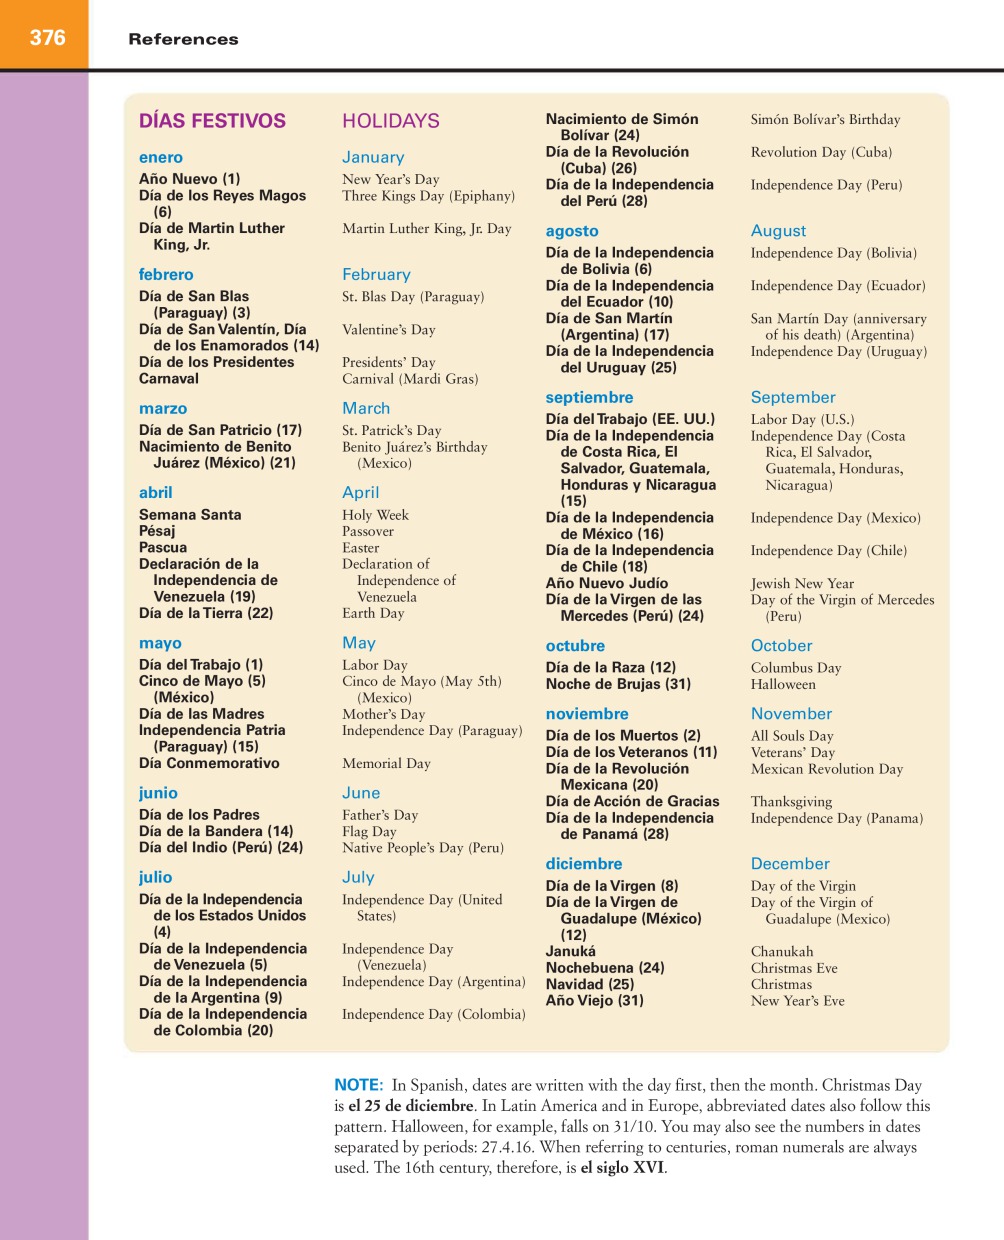 376
References
DÍAS FESTIVOS
HOLIDAYS
enero
January
Año Nuevo (1)
New Year’s Day
Día de los Reyes Magos
Three Kings Day (Epiphany)
(6)
Día de Martin Luther
Martin Luther King, Jr. Day
King, Jr.
febrero
February
Día de San Blas
St. Blas Day (Paraguay)
(Paraguay) (3)
Día de San Valentín, Día
Valentine’s Day
de los Enamorados (14)
Día de los Presidentes
Presidents’ Day
Carnaval
Carnival (Mardi Gras)
marzo
March
Día de San Patricio (17)
St. Patrick’s Day
Nacimiento de Benito
Benito Juárez’s Birthday
Juárez (México) (21)
(Mexico)
abril
April
Semana Santa
Holy Week
Pésaj
Passover
Pascua
Easter
Declaración de la
Declaration of
Independencia de
Independence of
Venezuela (19)
Venezuela
Día de la Tierra (22)
Earth Day
mayo
May
Día del Trabajo (1)
Labor Day
Cinco de Mayo (5)
Cinco de Mayo (May 5th)
(México)
(Mexico)
Día de las Madres
Mother’s Day
Independencia Patria
Independence Day (Paraguay)
(Paraguay) (15)
Día Conmemorativo
Memorial Day
junio
June
Día de los Padres
Father’s Day
Día de la Bandera (14)
Flag Day
Día del Indio (Perú) (24)
Native People’s Day (Peru)
julio
July
Día de la Independencia
Independence Day (United
de los Estados Unidos
States)
(4)
Día de la Independencia
Independence Day
de Venezuela (5)
(Venezuela)
Día de la Independencia
Independence Day (Argentina)
de la Argentina (9)
Día de la Independencia
Independence Day (Colombia)
de Colombia (20)
Nacimiento de Simón
Simón Bolívar’s Birthday
Bolívar (24)
Día de la Revolución
Revolution Day (Cuba)
(Cuba) (26)
Día de la Independencia
Independence Day (Peru)
del Perú (28)
agosto
August
Día de la Independencia
Independence Day (Bolivia)
de Bolivia (6)
Día de la Independencia
Independence Day (Ecuador)
del Ecuador (10)
Día de San Martín
San Martín Day (anniversary
(Argentina) (17)
of his death) (Argentina)
Día de la Independencia
Independence Day (Uruguay)
del Uruguay (25)
septiembre
September
Día del Trabajo (EE. UU.)
Labor Day (U.S.)
Día de la Independencia
Independence Day (Costa
de Costa Rica, El
Rica, El Salvador,
Salvador, Guatemala,
Guatemala, Honduras,
Honduras y Nicaragua
Nicaragua)
(15)
Día de la Independencia
Independence Day (Mexico)
de México (16)
Día de la Independencia
Independence Day (Chile)
de Chile (18)
Año Nuevo Judío
Jewish New Year
Día de la Virgen de las
Day of the Virgin of Mercedes
Mercedes (Perú) (24)
(Peru)
octubre
October
Día de la Raza (12)
Columbus Day
Noche de Brujas (31)
Halloween
noviembre
November
Día de los Muertos (2)
All Souls Day
Día de los Veteranos (11)
Veterans’ Day
Día de la Revolución
Mexican Revolution Day
Mexicana (20)
Día de Acción de Gracias
Thanksgiving
Día de la Independencia
Independence Day (Panama)
de Panamá (28)
diciembre
December
Día de la Virgen (8)
Day of the Virgin
Día de la Virgen de
Day of the Virgin of
Guadalupe (México)
Guadalupe (Mexico)
(12)
Januká
Chanukah
Nochebuena (24)
Christmas Eve
Navidad (25)
Christmas
Año Viejo (31)
New Year’s Eve
NOTE: In Spanish, dates are written with the day first, then the month. Christmas Day
is el 25 de diciembre. In Latin America and in Europe, abbreviated dates also follow this
pattern. Halloween, for example, falls on 31/10. You may also see the numbers in dates
separated by periods: 27.4.16. When referring to centuries, roman numerals are always
used. The 16th century, therefore, is el siglo XVI.